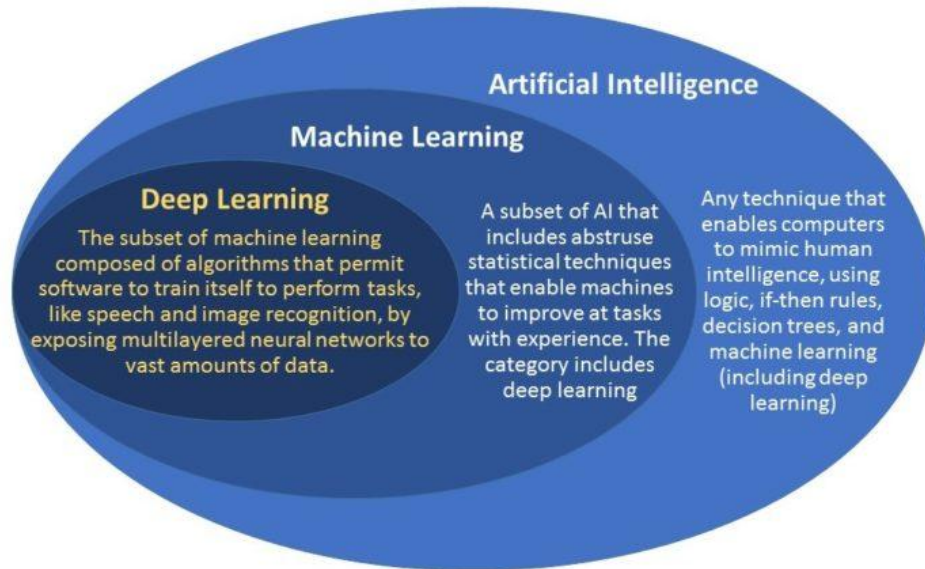 Artificial Intelligence
Machine Learning
Deep Learning
The subset of machine learning
composed of algorithms that permit
software to train itself to perform tasks,
like speech and image recognition, by
exposing multilayered neural networks to
vast amounts of data.
A subset of AI that
includes abstruse
statistical techniques
that enable machines
to improve at tasks
with experience. The
category includes
deep learning
Any technique that
enables computers
to mimic human
intelligence, using
logic, if-then rules,
decision trees, and
machine learning
(including deep
learning)